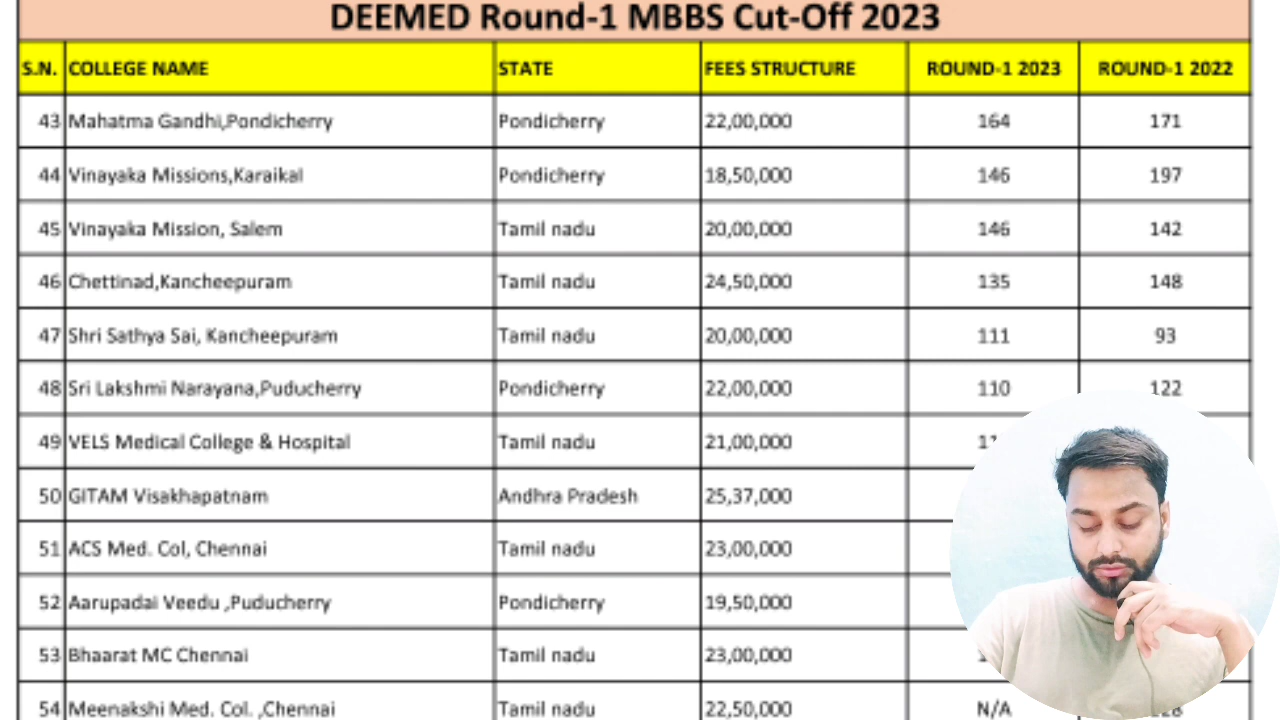 DEEMED Round-1 MBBS Cut-Off 2023
S.N. COLLEGE NAME STATE FEES STRUCTURE ROUND-1 2023 ROUND-1 2022
43 Mahatma Gandhi,Pondicherry Pondicherry 22,00,000 164 171
44 Vinayaka Missions,Karaikal Pondicherry 18,50,000 146 197
45 Vinayaka Mission, Salem Tamil nadu 20,00,000 146 142
46 Chettinad,Kancheepuram Tamil nadu 24,50,000 135 148
47 Shri Sathya Sai, Kancheepuram Tamil nadu 20,00,000 111 93
48 Sri Lakshmi Narayana,Puducherry Pondicherry 22,00,000 110 122
49 VELS Medical College & Hospital Tamil nadu 21,00,000
50 GITAM Visakhapatnam Andhra Pradesh 25,37,000
51 ACS Med. Col, Chennai Tamil nadu 23,00,000
52 Aarupadai Veedu ,Puducherry Pondicherry 19,50,000
53 Bhaarat MC Chennai Tamil nadu 23,00,000
54 Meenakshi Med. Col. ,Chennai Tamil nadu 22,50,000 N/A